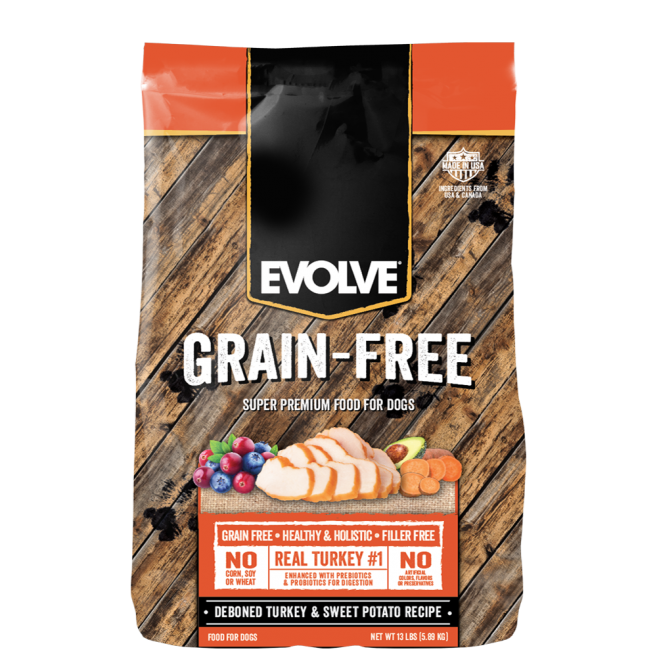 MADE IN USA
INGREDIENTS FROM
USA & CANADA
EVOLVE®
GRAIN-FREE
SUPER PREMIUM FOOD FOR DOGS
GRAIN FREE • HEALTHY & HOLISTIC • FILLER FREE
NO
CORN, SOY
OR WHEAT
REAL TURKEY #1
ENHANCED WITH PREBIOTICS
& PROBIOTICS FOR DIGESTION
NO
ARTIFICIAL
COLORS, FLAVORS
OR PRESERVATIVES
• DEBONED TURKEY & SWEET POTATO RECIPE •
FOOD FOR DOGS
NET WT 13 LBS (5.89 KG)